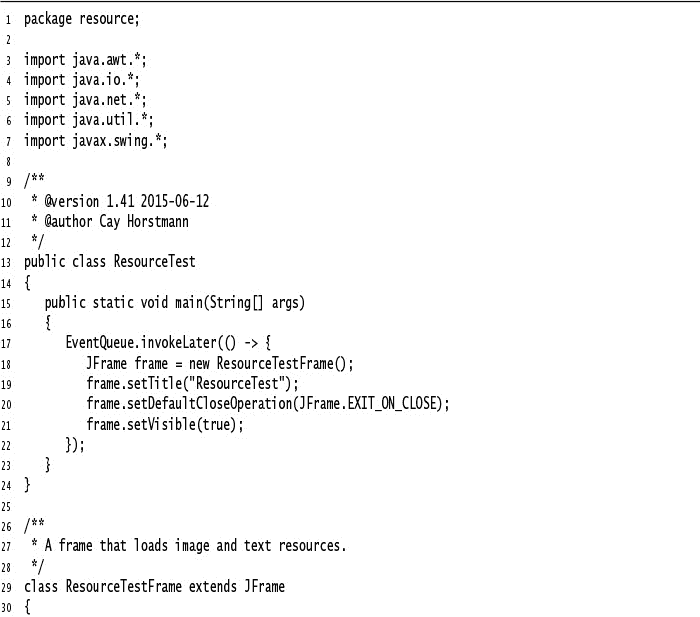 1 package resource;
2
3 import java.awt.*;
4 import java.io.*;
5 import java.net.*;
6 import java.util.*;
7 import javax.swing.*;
8
9 /**
10  * @version 1.41 2015-06-12
11  * @author Cay Horstmann
12  */
13 public class ResourceTest
14 {
15    public static void main(String[] args)
16    {
17       EventQueue.invokeLater(() -> {
18          JFrame frame = new ResourceTestFrame();
19          frame.setTitle("ResourceTest");
20          frame.setDefaultCloseOperation(JFrame.EXIT_ON_CLOSE);
21          frame.setVisible(true);
22       });
23    }
24 }
25
26 /**
27  * A frame that loads image and text resources.
28  */
29 class ResourceTestFrame extends JFrame
30 {